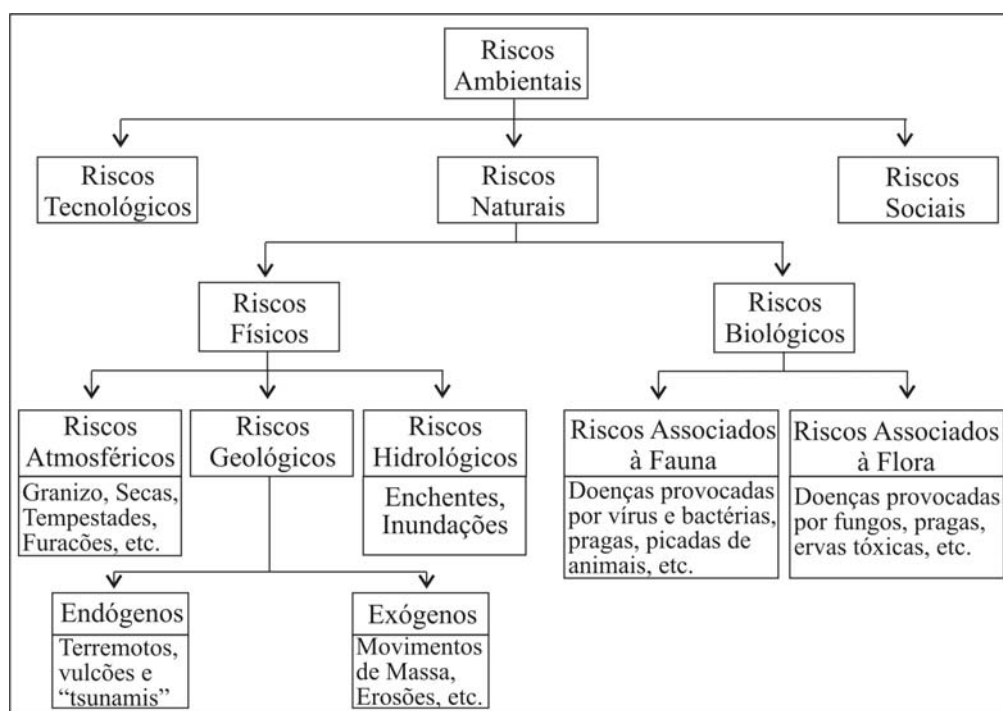 Riscos
Ambientais
Riscos
Tecnológicos
Riscos
Naturais
Riscos
Sociais
Riscos
Físicos
Riscos
Biológicos
Riscos
Atmosféricos
Granizo, Secas,
Tempestades,
Furacões, etc.
Riscos
Geológicos
Riscos
Hidrológicos
Enchentes,
Inundações
Riscos Associados
à Fauna
Doenças provocadas
por vírus e bactérias,
pragas, picadas de
animais, etc.
Riscos Associados
à Flora
Doenças provocadas
por fungos, pragas,
ervas tóxicas, etc.
Endógenos
Terremotos,
vulcões e
“tsunamis”
Exógenos
Movimentos
de Massa,
Erosões, etc.